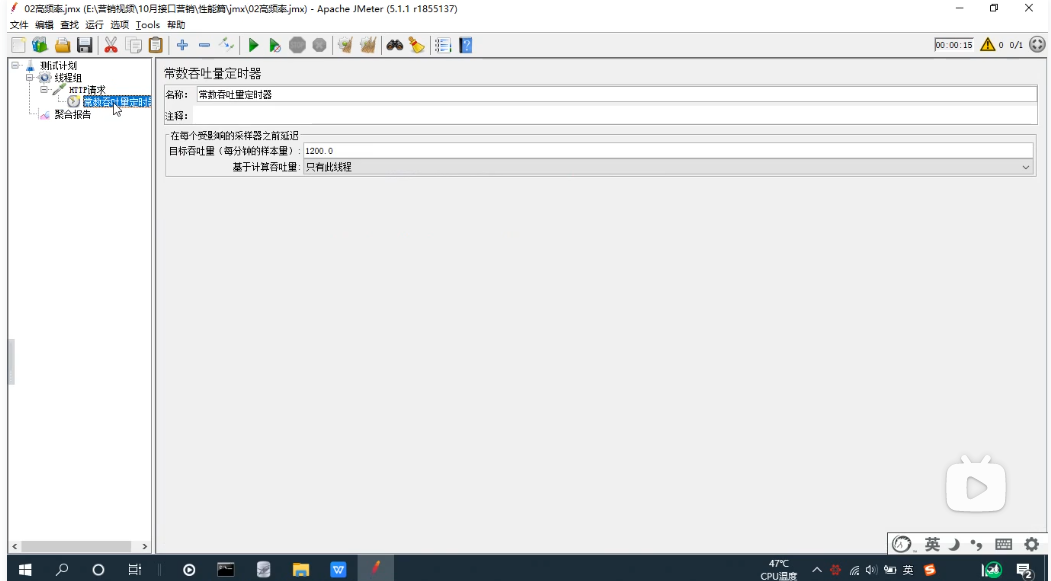 02高频率.jmx (E:\营销视频\10月接口营销\性能篇\jmx\02高频率.jmx) - Apache JMeter (5.1.1 r1855137)
文件 编辑 查找 运行 选项 Tools 帮助
00:00:15 0 0/1
测试计划
线程组
HTTP请求
常数吞吐量定时器
聚合报告
常数吞吐量定时器
名称： 常数吞吐量定时器
注释：
在每个受影响的采样器之前延迟
目标吞吐量（每分钟的样本量）： 1200.0
基于计算吞吐量： 只有此线程
英
47℃
CPU温度
英
2